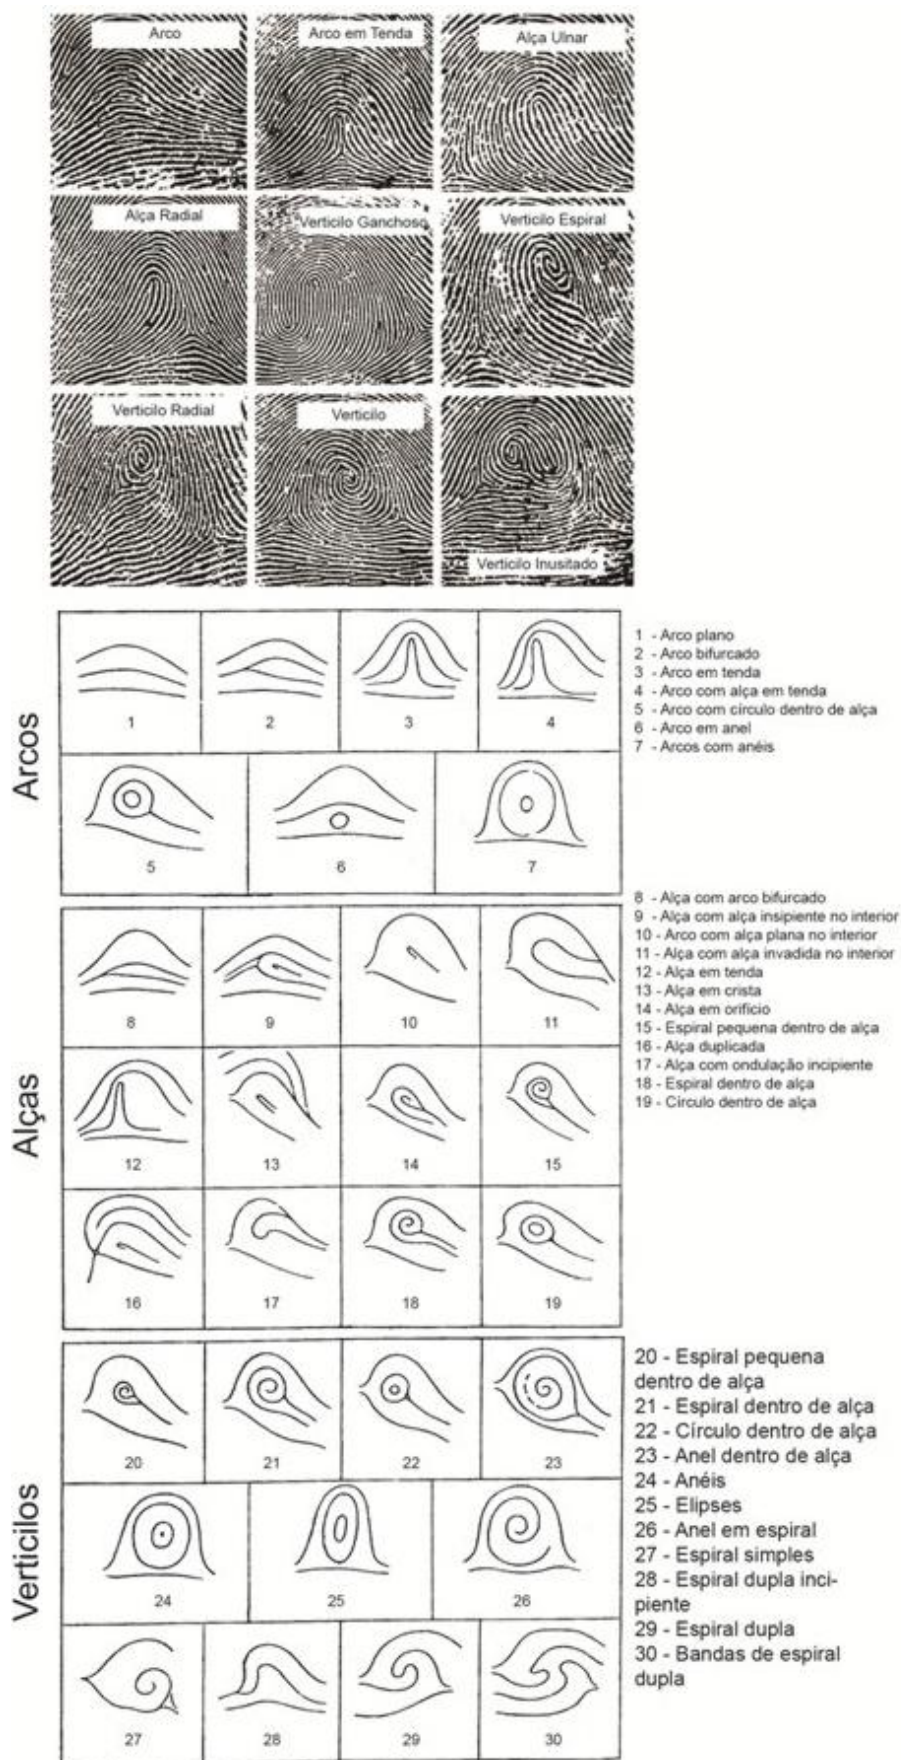 Arco
Arco em Tenda
Alça Ulnar
Alça Radial
Verticilo Ganchoso
Verticilo Espiral
Verticilo Radial
Verticilo
Verticilo Inusitado
Arcos
1
2
3
4
5
6
7
1 - Arco plano
2 - Arco bifurcado
3 - Arco em tenda
4 - Arco com alça em tenda
5 - Arco com círculo dentro de alça
6 - Arco em anel
7 - Arcos com anéis
Alças
8
9
10
11
12
13
14
15
16
17
18
19
8 - Alça com arco bifurcado
9 - Alça com alça insipiente no interior
10 - Arco com alça plana no interior
11 - Alça com alça invadida no interior
12 - Alça em tenda
13 - Alça em crista
14 - Alça em orifício
15 - Espiral pequena dentro de alça
16 - Alça duplicada
17 - Alça com ondulação incipiente
18 - Espiral dentro de alça
19 - Círculo dentro de alça
Verticilos
20
21
22
23
24
25
26
27
28
29
30
20 - Espiral pequena
dentro de alça
21 - Espiral dentro de alça
22 - Círculo dentro de alça
23 - Anel dentro de alça
24 - Anéis
25 - Elipses
26 - Anel em espiral
27 - Espiral simples
28 - Espiral dupla inci-
piente
29 - Espiral dupla
30 - Bandas de espiral
dupla